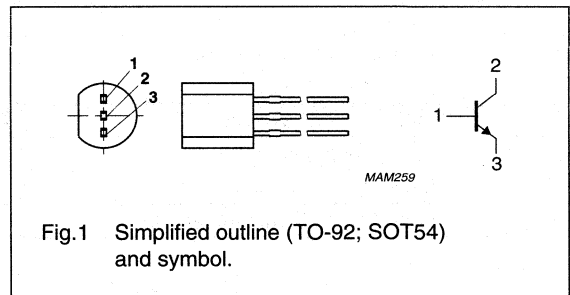 1
2
3
2
1
3
MAM259
Fig.1 Simplified outline (TO-92; SOT54)
and symbol.